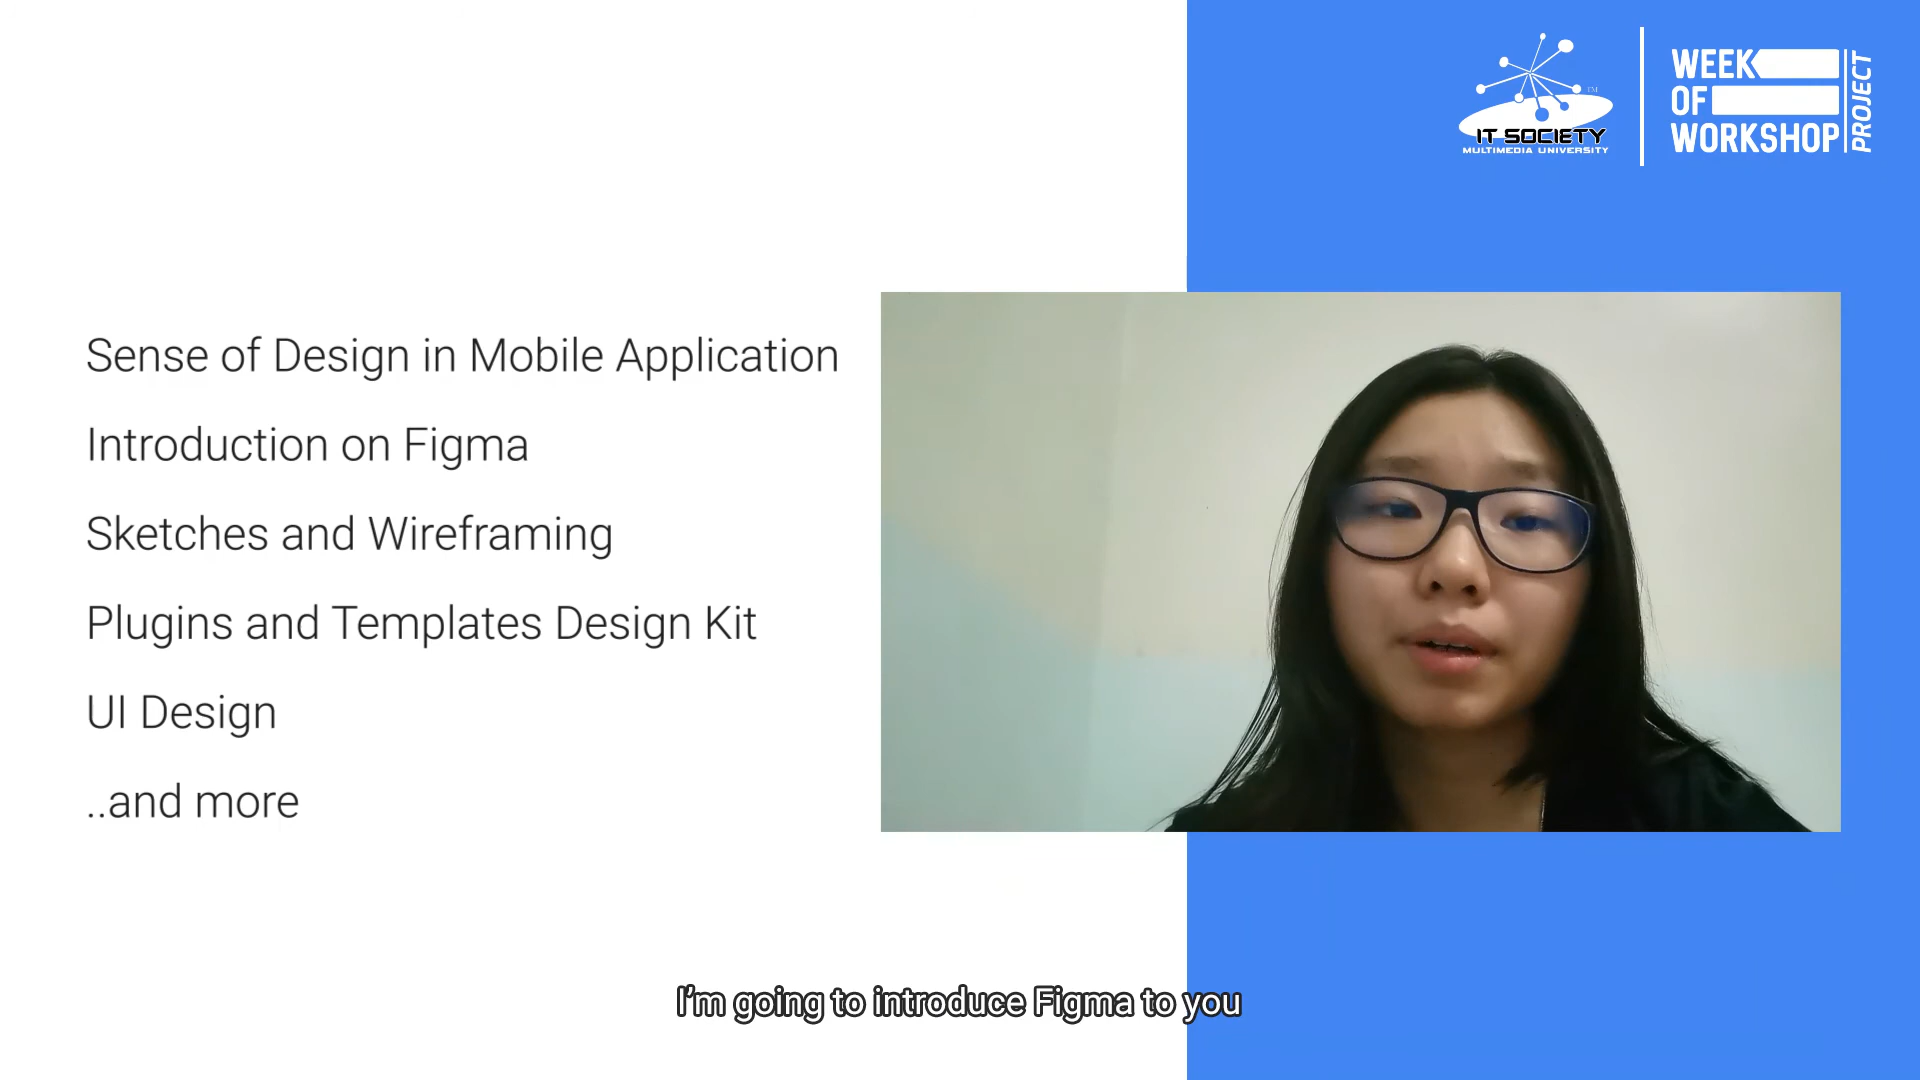 IT SOCIETY
MULTIMEDIA UNIVERSITY
TM
WEEK
OF
WORKSHOP
PROJECT
Sense of Design in Mobile Application
Introduction on Figma
Sketches and Wireframing
Plugins and Templates Design Kit
UI Design
..and more
I'm going to introduce Figma to you